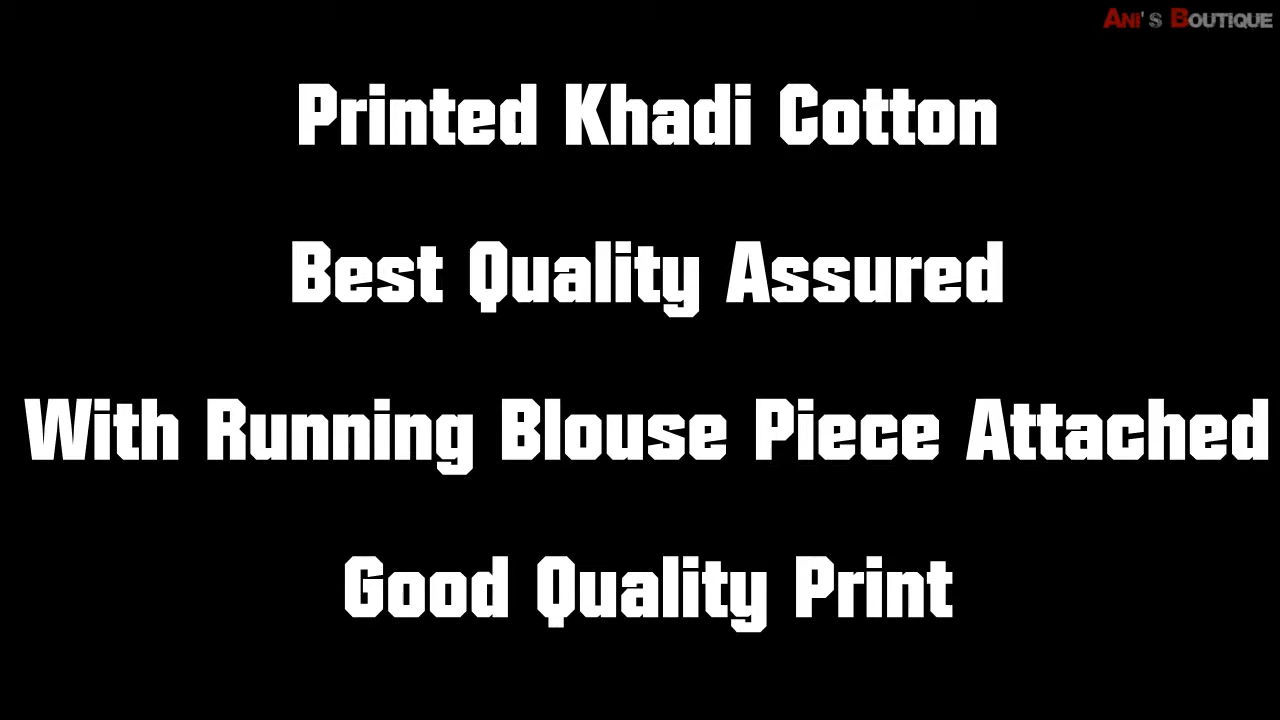 Ani's Boutique
Printed Khadi Cotton
Best Quality Assured
With Running Blouse Piece Attached
Good Quality Print